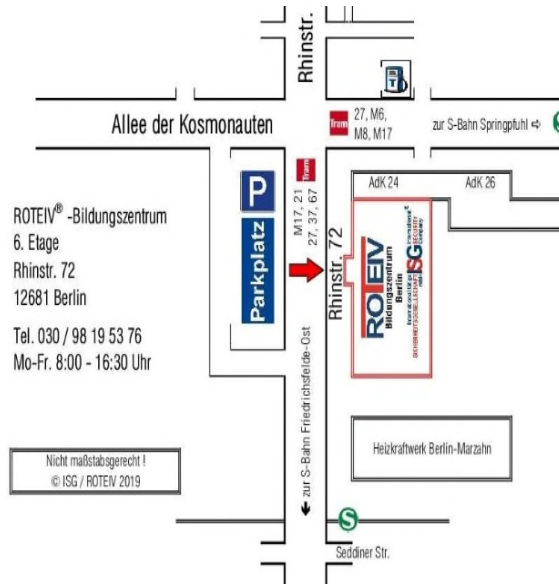 Rhinstr.
T
Allee der Kosmonauten
Tram
27, M6,
M8, M17
zur S-Bahn Springpfuhl ⇨
S
P
Parkplatz
Tram
M17, 21
27, 37, 67
AdK 24
AdK 26
Rhinstr. 72
ROTEIV
Bildungszentrum
Berlin
ISG
International
SECURITY
Company
ROTEIV® -Bildungszentrum
6. Etage
Rhinstr. 72
12681 Berlin
Tel. 030 / 98 19 53 76
Mo-Fr. 8:00 - 16:30 Uhr
← zur S-Bahn Friedrichsfelde-Ost
Heizkraftwerk Berlin-Marzahn
Nicht maßstabsgerecht !
© ISG / ROTEIV 2019
S
Seddiner Str.